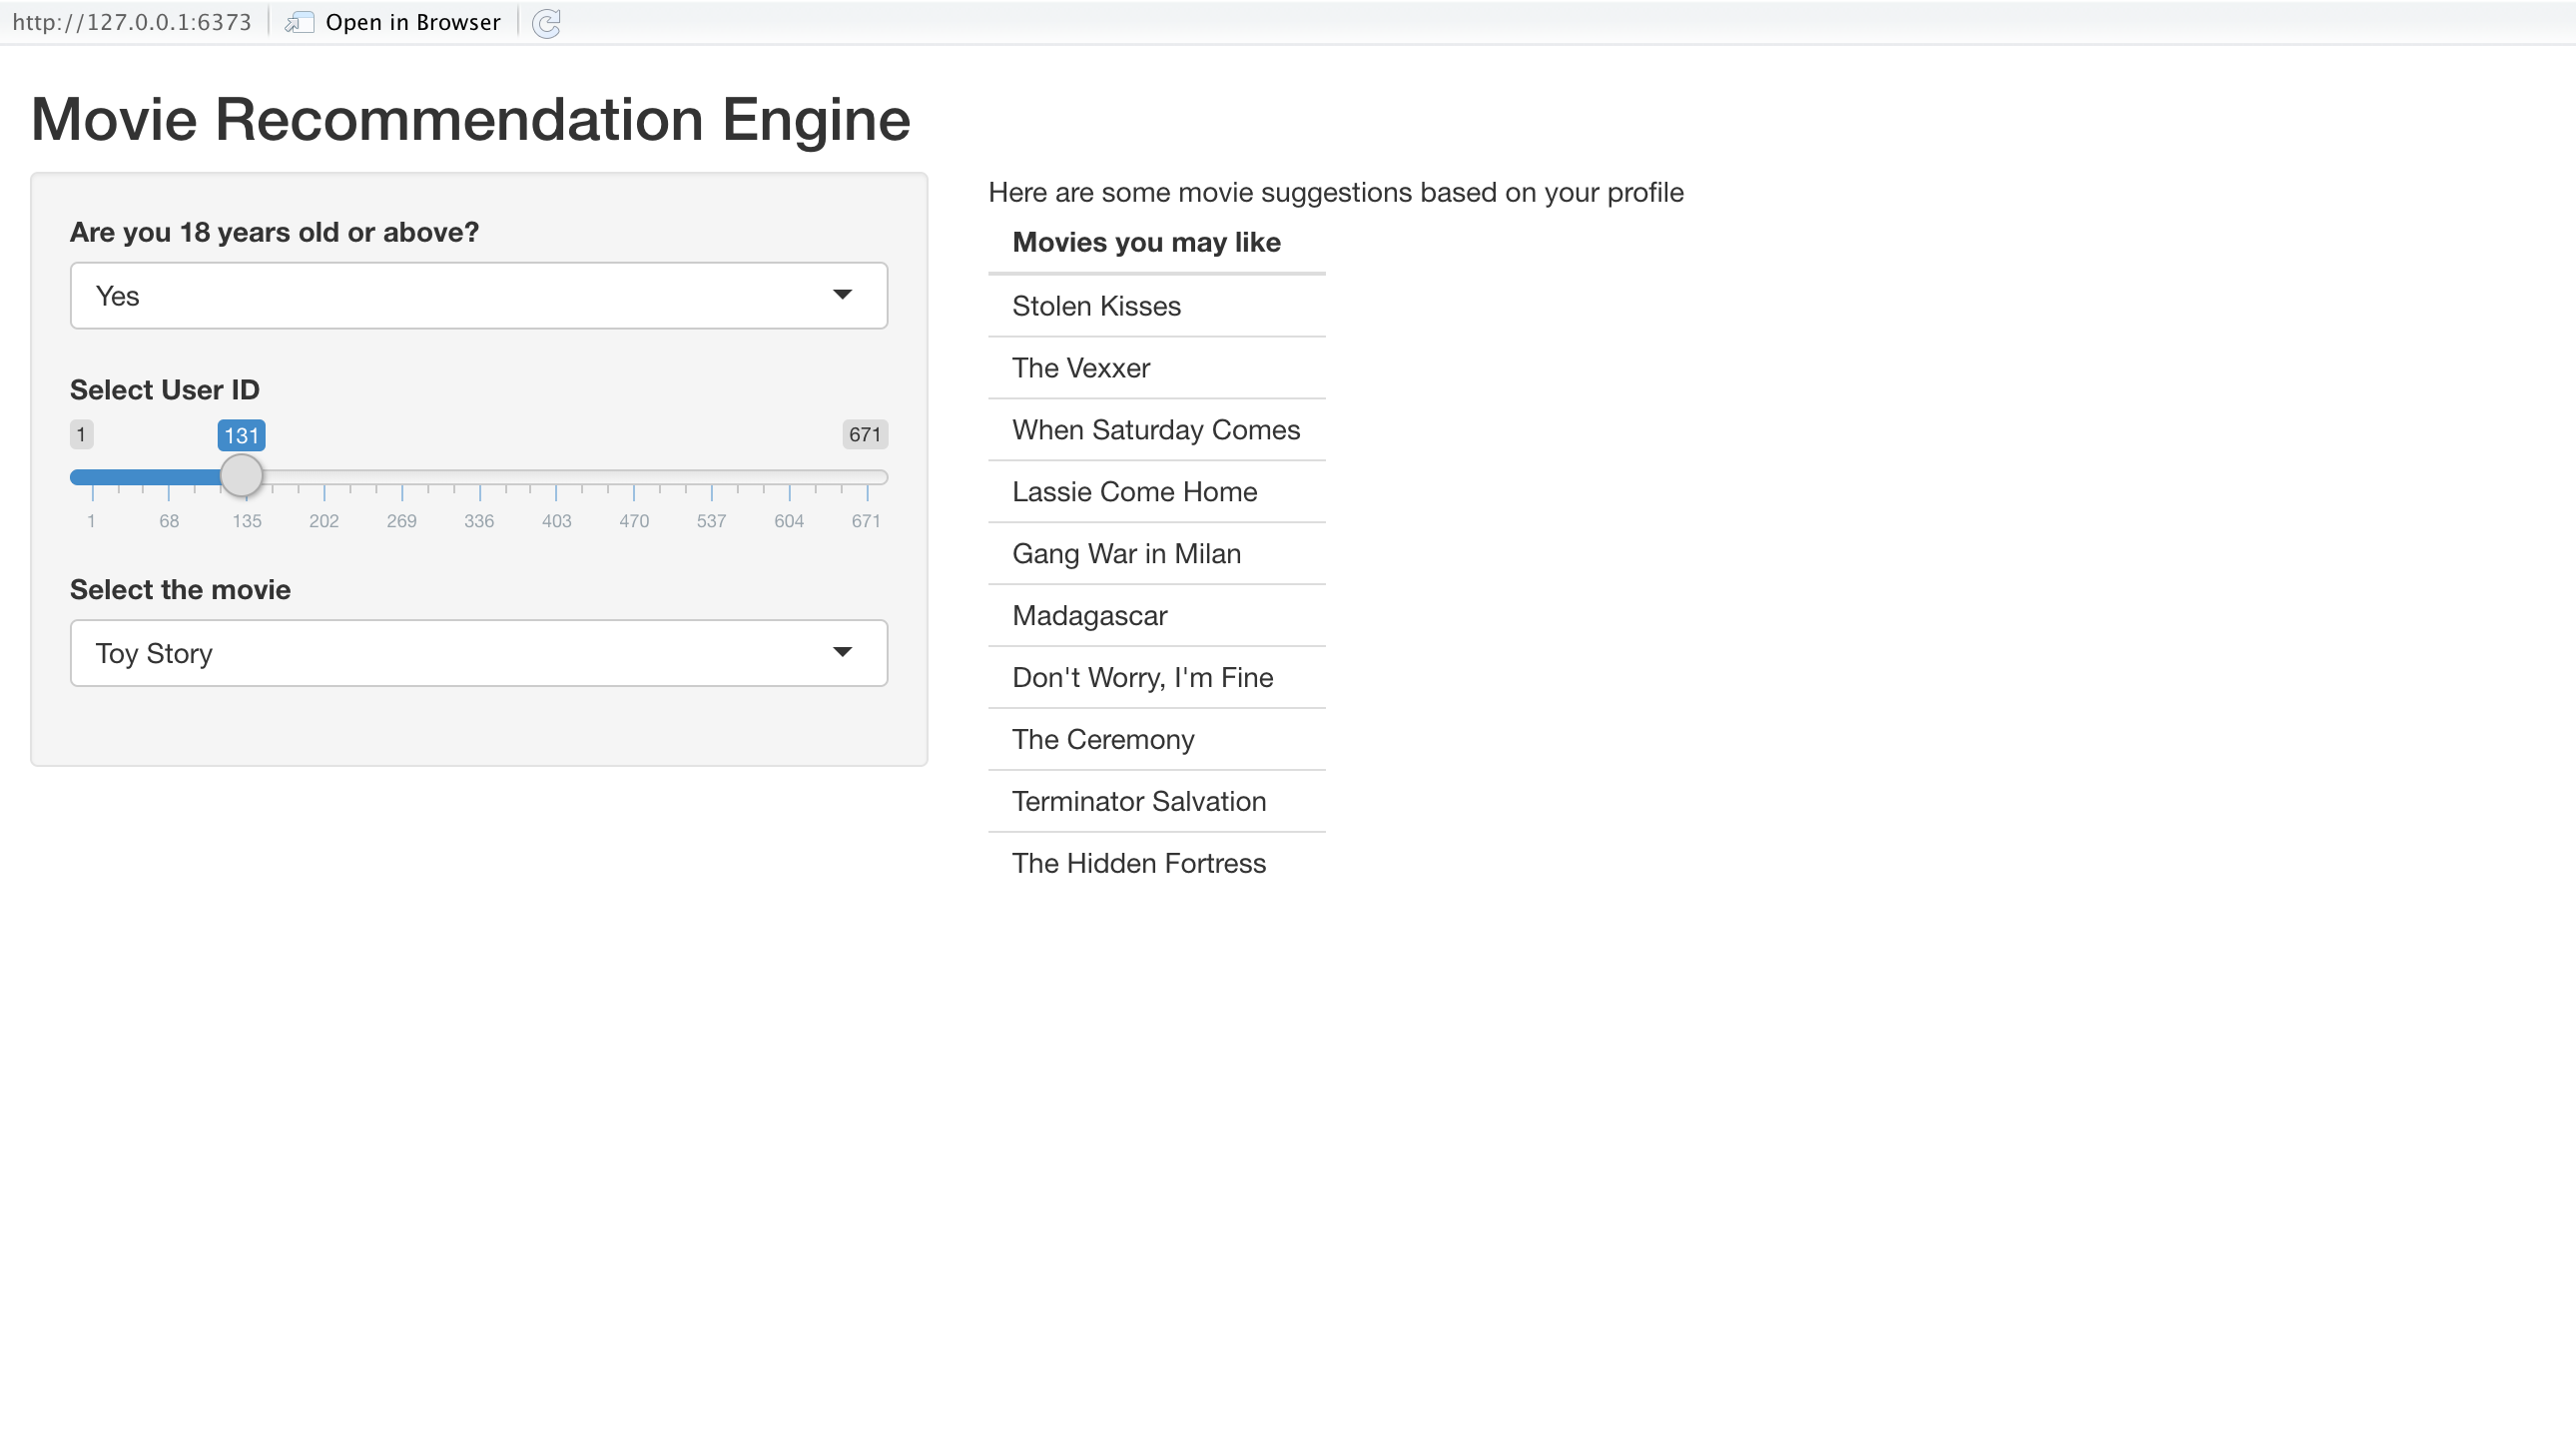 http://127.0.0.1:6373 Open in Browser
Movie Recommendation Engine
Are you 18 years old or above?
Yes
Select User ID
1 131 671
1 68 135 202 269 336 403 470 537 604 671
Select the movie
Toy Story
Here are some movie suggestions based on your profile
Movies you may like
Stolen Kisses
The Vexxer
When Saturday Comes
Lassie Come Home
Gang War in Milan
Madagascar
Don't Worry, I'm Fine
The Ceremony
Terminator Salvation
The Hidden Fortress